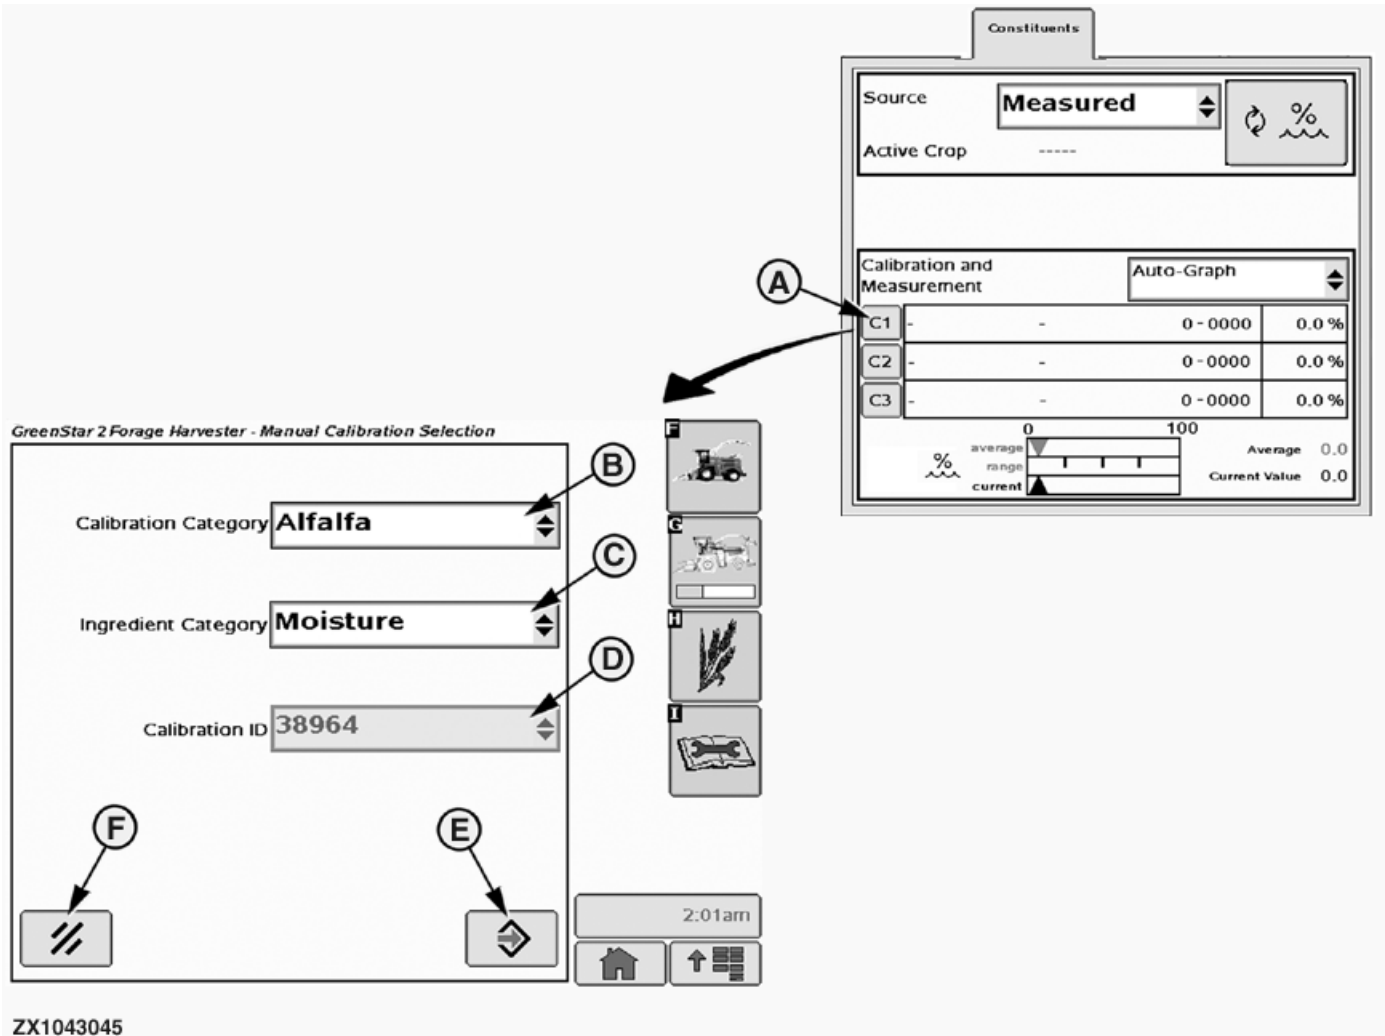 Constituents
Source Measured %
Active Crop -----
Calibration and Measurement Auto-Graph
C1 - - 0-0000 0.0 %
C2 - - 0-0000 0.0 %
C3 - - 0-0000 0.0 %
0 100
average
% range
current
Average 0.0
Current Value 0.0
A
GreenStar 2 Forage Harvester - Manual Calibration Selection
Calibration Category Alfalfa
B
Ingredient Category Moisture
C
Calibration ID 38964
D
F
E
F
G
H
I
2:01am
ZX1043045